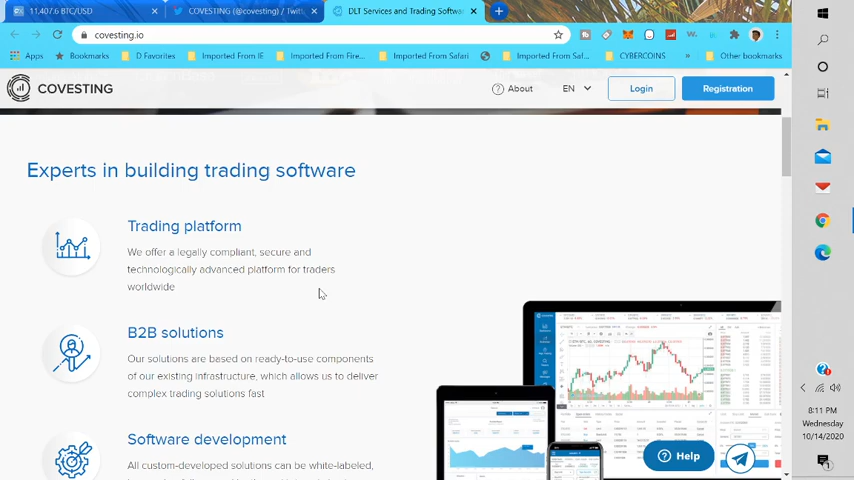 11,407.6 BTC/USD
COVESTING (@covesting) / Twitt
DLT Services and Trading Softwar
covesting.io
Apps
Bookmarks
D Favorites
Imported From IE
Imported From Fire...
Imported From Safari
Imported From Saf...
CYBERCOINS
»
Other bookmarks
COVESTING
About
EN
Login
Registration
Experts in building trading software
Trading platform
We offer a legally compliant, secure and
technologically advanced platform for traders
worldwide
B2B solutions
Our solutions are based on ready-to-use components
of our existing infrastructure, which allows us to deliver
complex trading solutions fast
Software development
All custom-developed solutions can be white-labeled,
Help
8:11 PM
Wednesday
10/14/2020